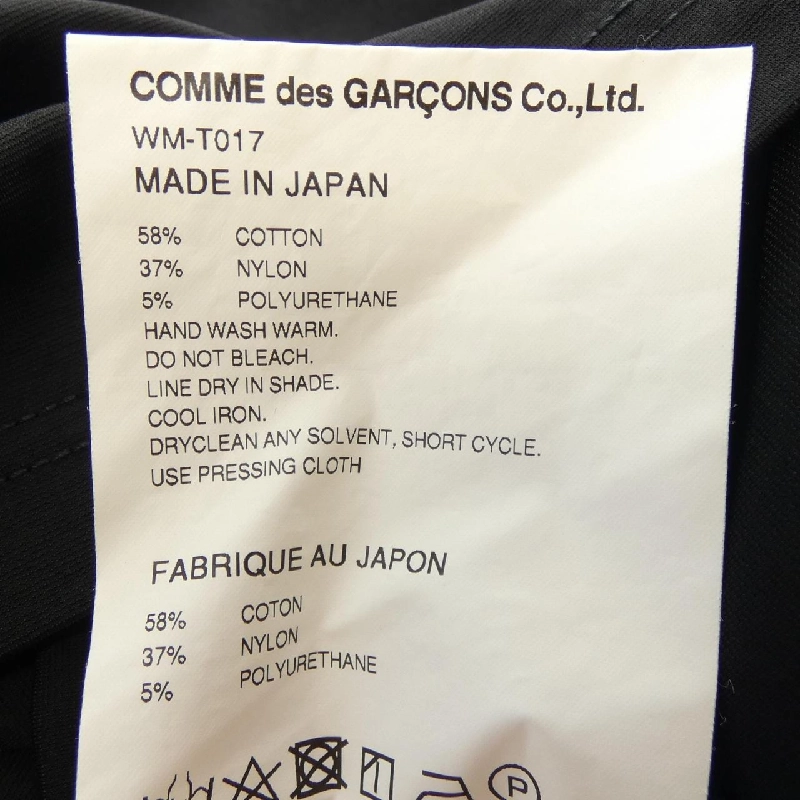 COMME des GARÇONS Co.,Ltd.
WM-T017
MADE IN JAPAN
58% COTTON
37% NYLON
5% POLYURETHANE
HAND WASH WARM.
DO NOT BLEACH.
LINE DRY IN SHADE.
COOL IRON.
DRYCLEAN ANY SOLVENT, SHORT CYCLE.
USE PRESSING CLOTH
FABRIQUE AU JAPON
58% COTON
37% NYLON
5% POLYURETHANE
P